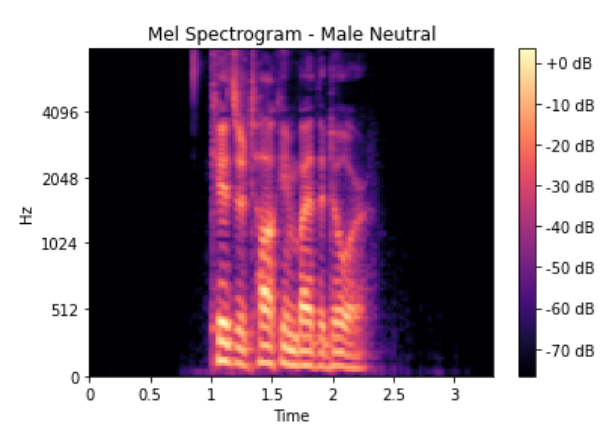 Mel Spectrogram - Male Neutral
4096
2048
1024
512
0
Hz
0
0.5
1
1.5
2
2.5
3
Time
+0 dB
-10 dB
-20 dB
-30 dB
-40 dB
-50 dB
-60 dB
-70 dB